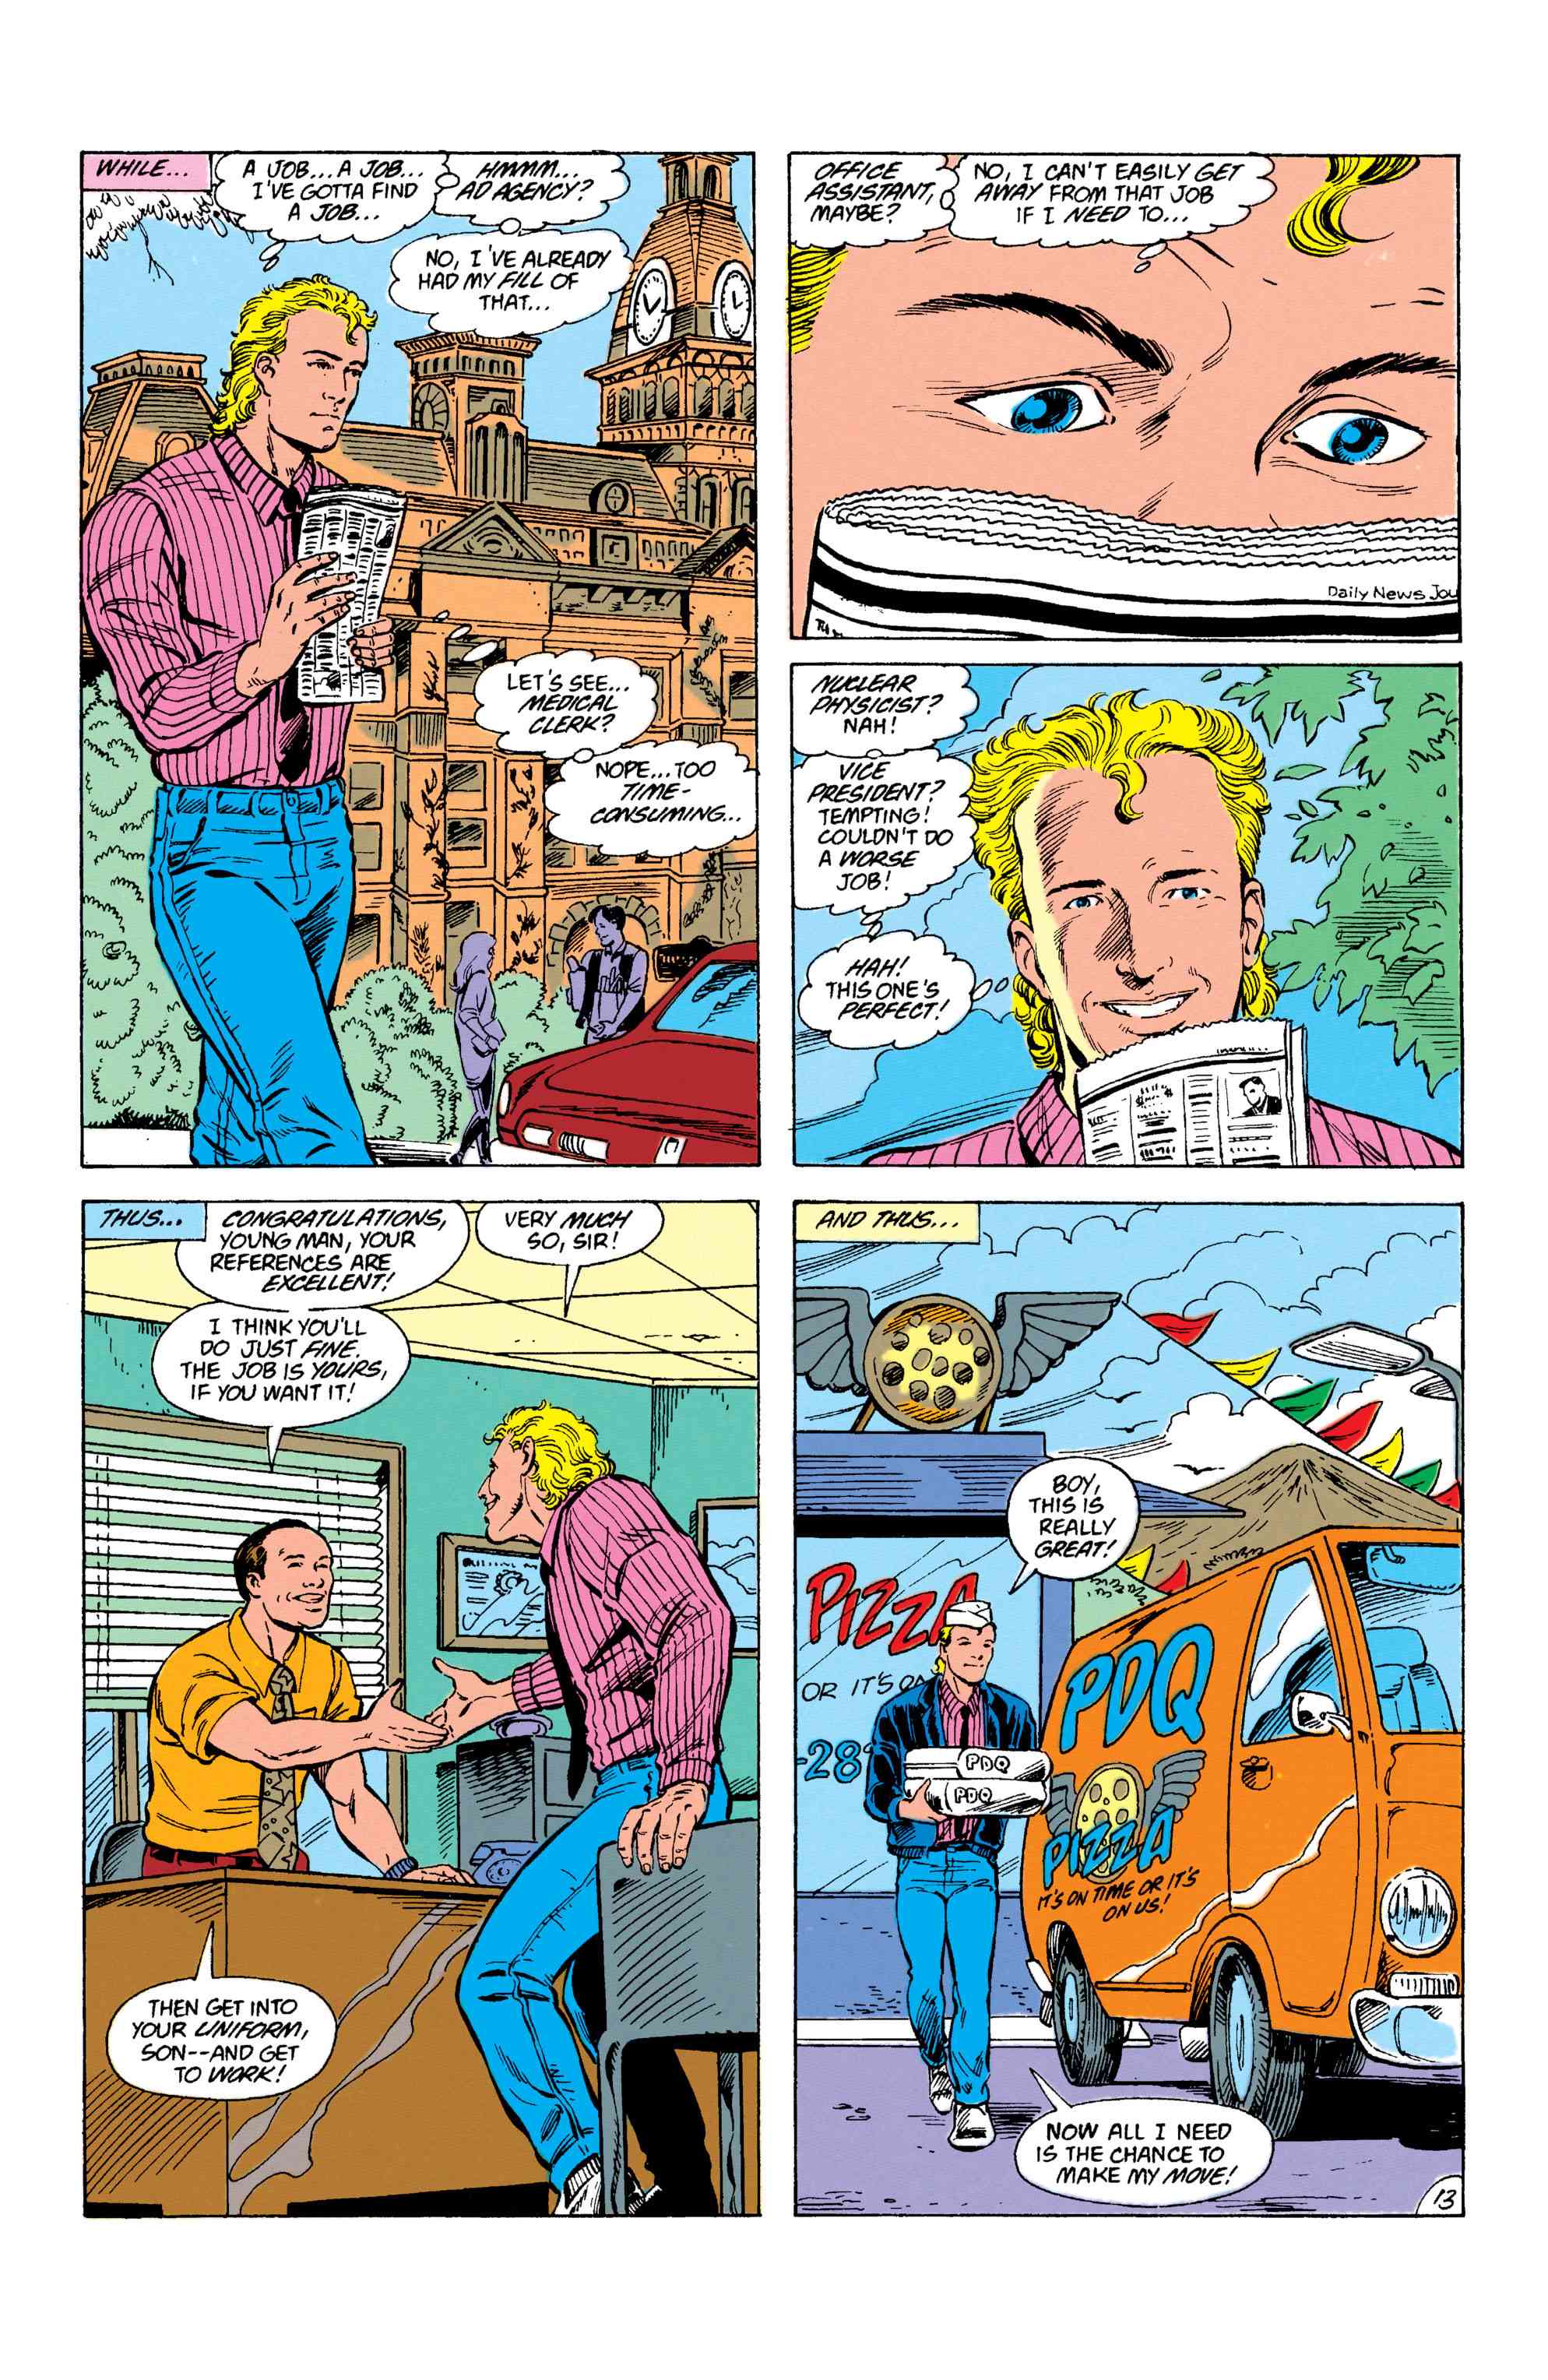 WHILE...
A JOB...A JOB...
I'VE GOTTA FIND
A JOB...
HMMM...
AD AGENCY?
NO, I'VE ALREADY
HAD MY FILL OF
THAT...
LET'S SEE...
MEDICAL
CLERK?
NOPE...TOO
TIME-
CONSUMING...
OFFICE
ASSISTANT,
MAYBE?
NO, I CAN'T EASILY GET
AWAY FROM THAT JOB
IF I NEED TO...
Daily News Jou
NUCLEAR
PHYSICIST?
NAH!
VICE
PRESIDENT?
TEMPTING!
COULDN'T DO
A WORSE
JOB!
HAH!
THIS ONE'S
PERFECT!
THUS...
CONGRATULATIONS,
YOUNG MAN, YOUR
REFERENCES ARE
EXCELLENT!
VERY MUCH
SO, SIR!
I THINK YOU'LL
DO JUST FINE.
THE JOB IS YOURS,
IF YOU WANT IT!
THEN GET INTO
YOUR UNIFORM,
SON--AND GET
TO WORK!
AND THUS...
BOY,
THIS IS
REALLY
GREAT!
PIZZA
OR IT'S ON
-28
PDQ
PDQ
PDQ
PIZZA
IT'S ON TIME OR IT'S
ON US!
NOW ALL I NEED
IS THE CHANCE TO
MAKE MY MOVE!
13